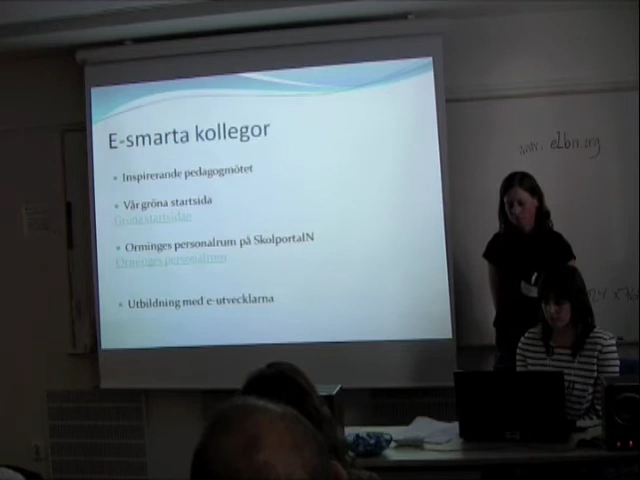 E-smarta kollegor
Inspirerande pedagogmötet
Vår gröna startsida
Gröna startsidan
Orminges personalrum på SkolportalN
Orminges personalrum
Utbildning med e-utvecklarna
www.elbn.org